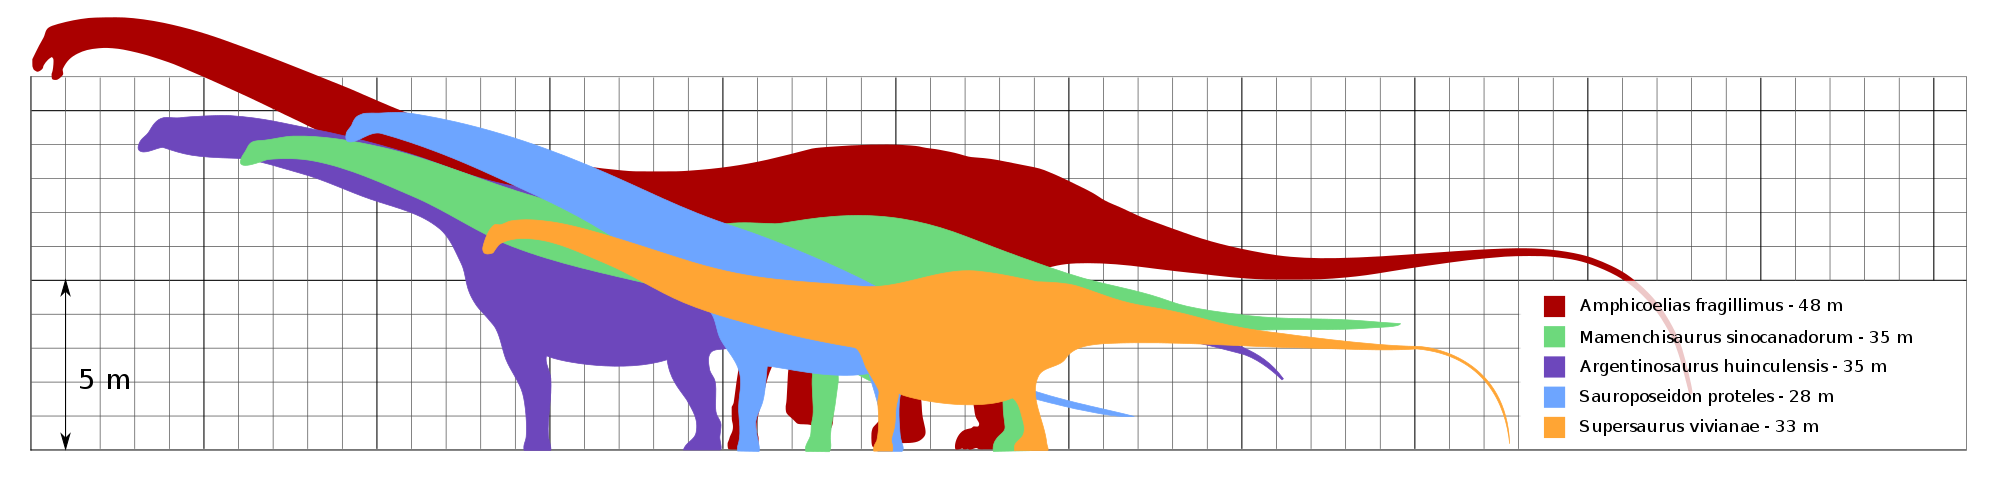 Amphicoelias fragillimus - 48 m
Mamenchisaurus sinocanadorum - 35 m
Argentinosaurus huinculensis - 35 m
5 m
Sauroposeidon proteles - 28 m
Supersaurus vivianae - 33 m